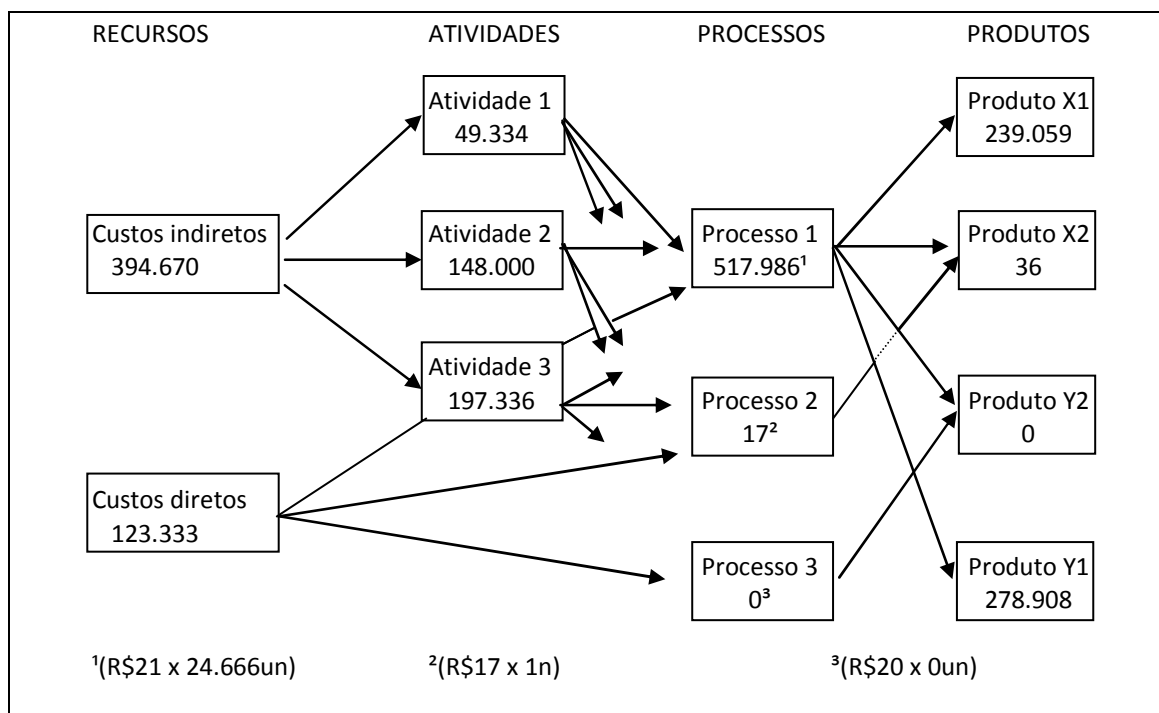 RECURSOS ATIVIDADES PROCESSOS PRODUTOS
Atividade 1
49.334
Produto X1
239.059
Custos indiretos
394.670
Atividade 2
148.000
Processo 1
517.986¹
Produto X2
36
Atividade 3
197.336
Processo 2
17²
Produto Y2
0
Custos diretos
123.333
Processo 3
0³
Produto Y1
278.908
¹(R$21 x 24.666un) ²(R$17 x 1n) ³(R$20 x 0un)